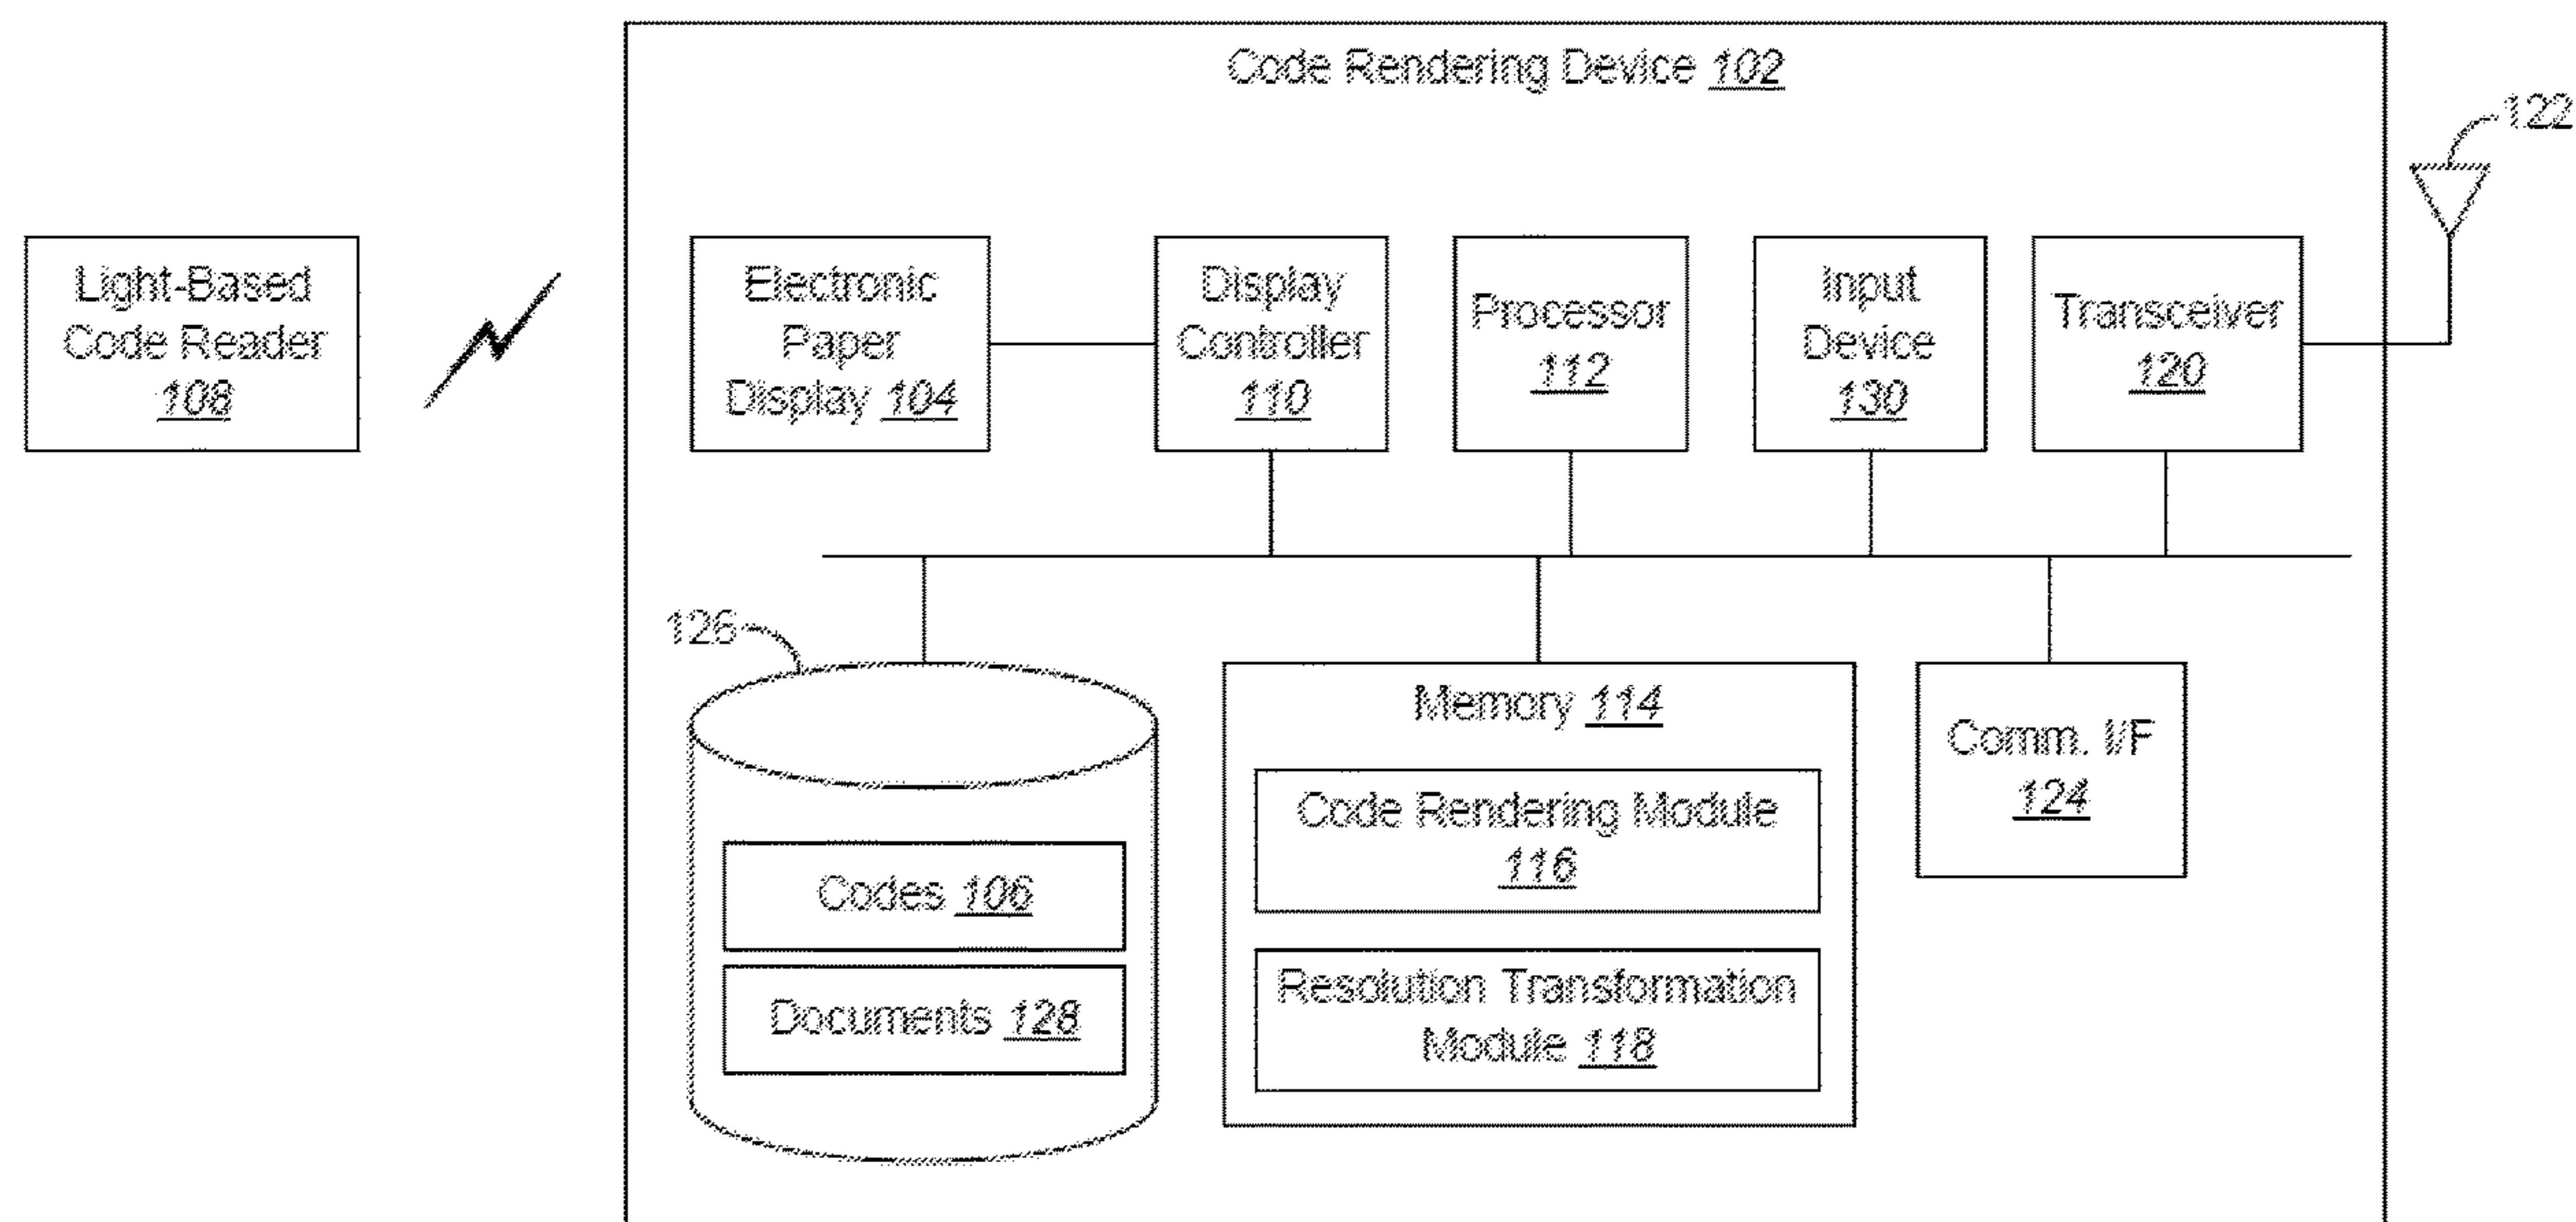 Code Rendering Device 102
122
Light-Based
Code Reader
108
Electronic
Paper
Display 104
Display
Controller
110
Processor
112
Input
Device
130
Transceiver
120
126
Memory 114
Comm. I/F
124
Code Rendering Module
116
Codes 106
Documents 128
Resolution Transformation
Module 118